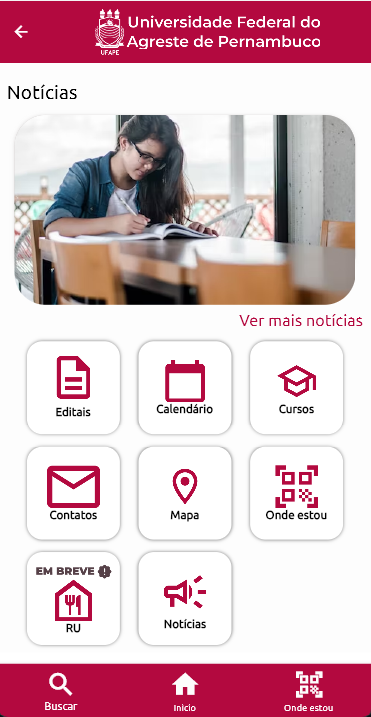 Universidade Federal do
Agreste de Pernambuco
UFAPE
Notícias
Ver mais notícias
Editais
Calendário
Cursos
Contatos
Mapa
Onde estou
EM BREVE
RU
Notícias
Buscar
Inicio
Onde estou